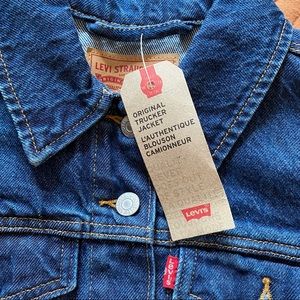 LEVI STRAUSS
ORIGINAL
TRUCKER
JACKET
L'AUTHENTIQUE
BLOUSON
CAMIONNEUR
Levi's
LEVI'S